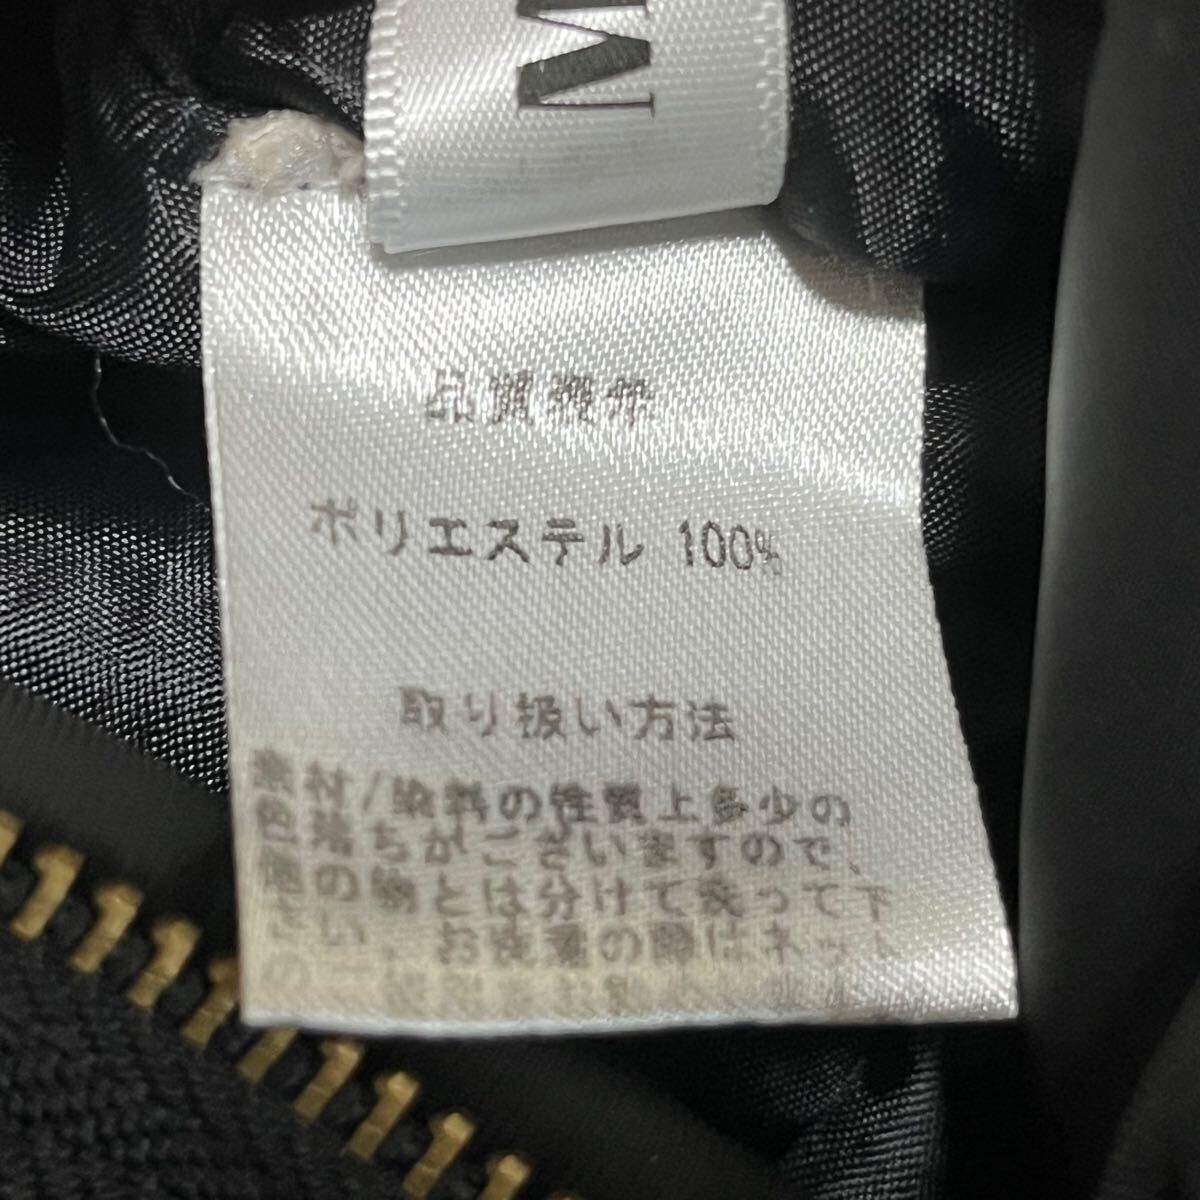 M
品質表示
ポリエステル 100%
取り扱い方法
素材/染料の性質上多少の
色落ちがございますので、
他の物とは分けて洗って下
さい。お洗濯の際はネット